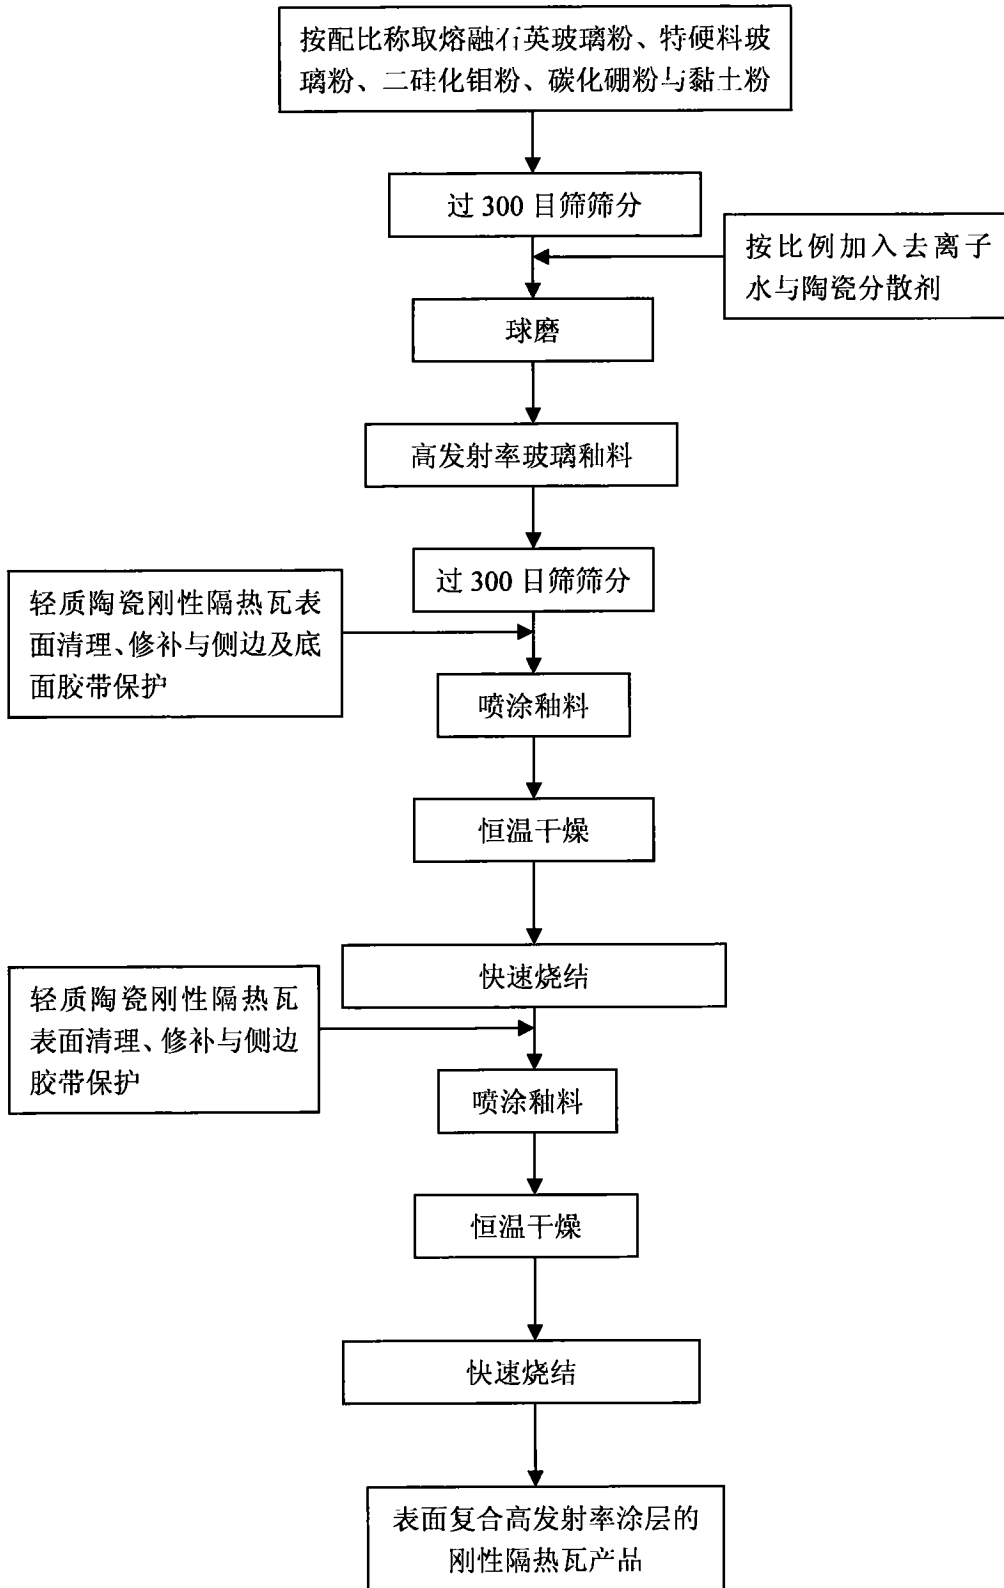 按配比称取熔融石英玻璃粉、特硬料玻
璃粉、二硅化钼粉、碳化硼粉与黏土粉
过 300 目筛筛分
按比例加入去离子
水与陶瓷分散剂
球磨
高发射率玻璃釉料
过 300 目筛筛分
轻质陶瓷刚性隔热瓦表
面清理、修补与侧边及底
面胶带保护
喷涂釉料
恒温干燥
快速烧结
轻质陶瓷刚性隔热瓦
表面清理、修补与侧边
胶带保护
喷涂釉料
恒温干燥
快速烧结
表面复合高发射率涂层的
刚性隔热瓦产品